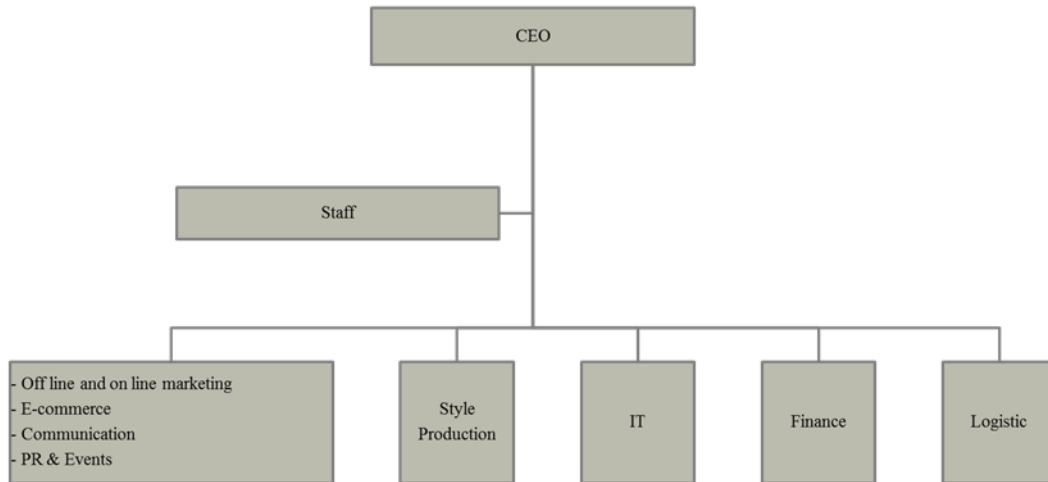 CEO
Staff
- Off line and on line marketing
- E-commerce
- Communication
- PR & Events
Style
Production
IT
Finance
Logistic